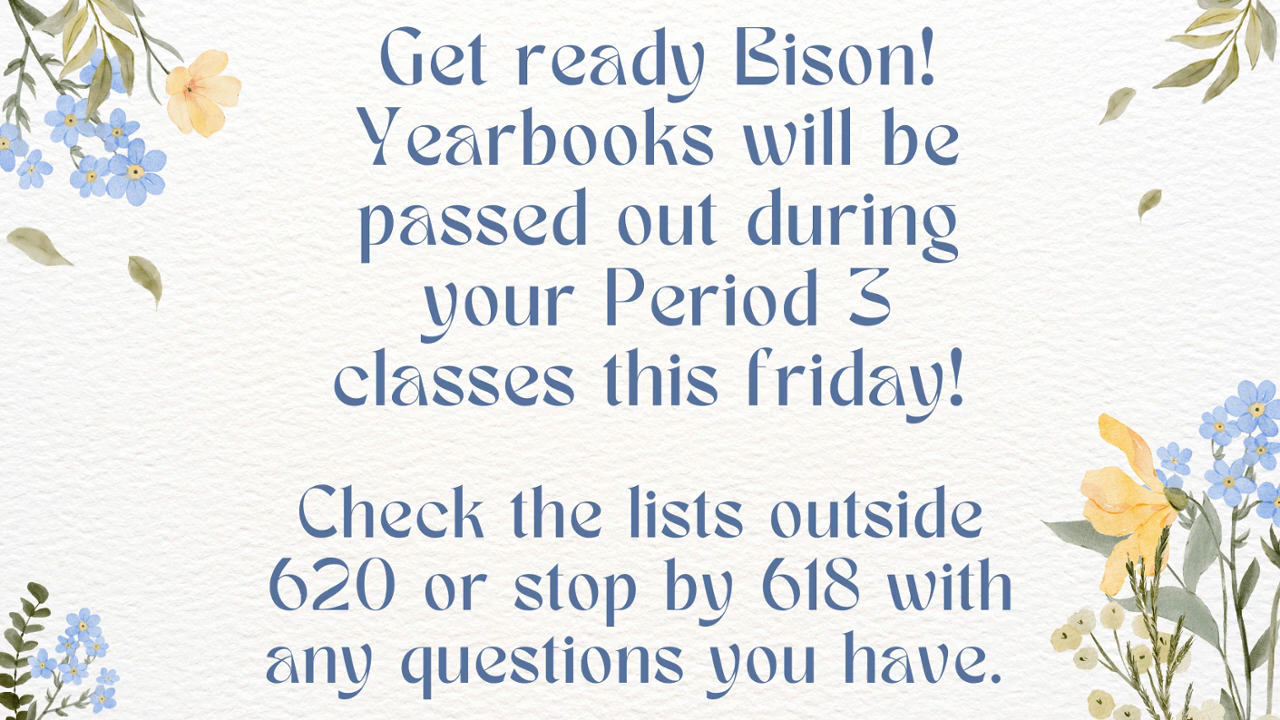 Get ready Bison!
Yearbooks will be
passed out during
your Period 3
classes this friday!
Check the lists outside
620 or stop by 618 with
any questions you have.